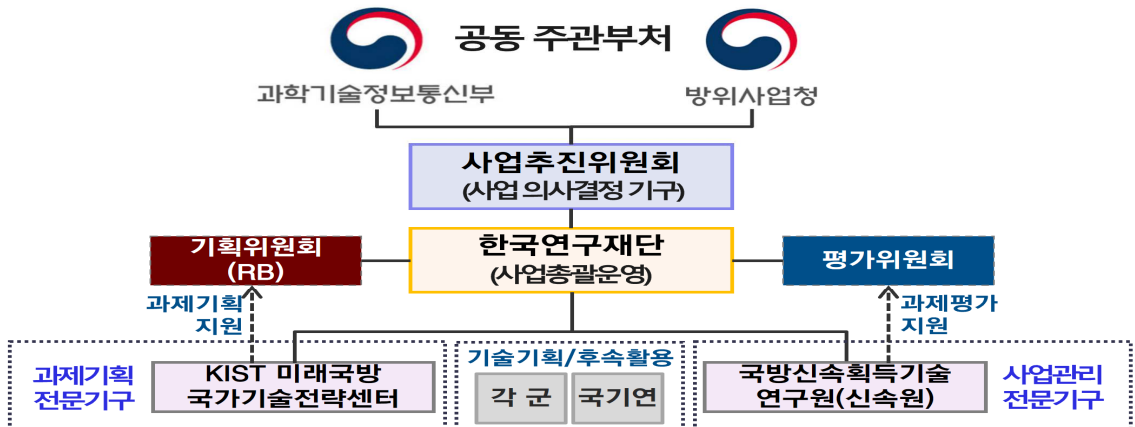 공동 주관부처
과학기술정보통신부
방위사업청
사업추진위원회
(사업 의사결정 기구)
기획위원회
(RB)
한국연구재단
(사업총괄운영)
평가위원회
과제기획
지원
과제평가
지원
과제기획
전문기구
KIST 미래국방
국가기술전략센터
기술기획/후속활용
각 군
국기연
국방신속획득기술
연구원(신속원)
사업관리
전문기구